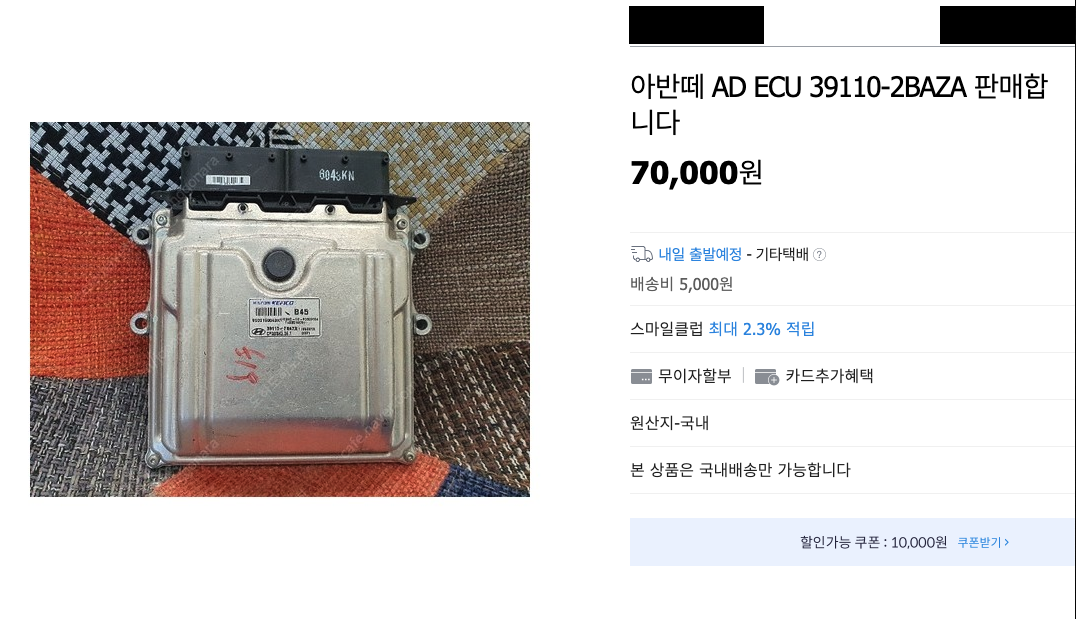 6043KN
KEFICO
B45
아반떼 AD ECU 39110-2BAZA 판매합
니다
70,000원
내일 출발예정 - 기타택배 ?
배송비 5,000원
스마일클럽 최대 2.3% 적립
무이자할부 | 카드추가혜택
원산지-국내
본 상품은 국내배송만 가능합니다
할인가능 쿠폰 : 10,000원 쿠폰받기 >